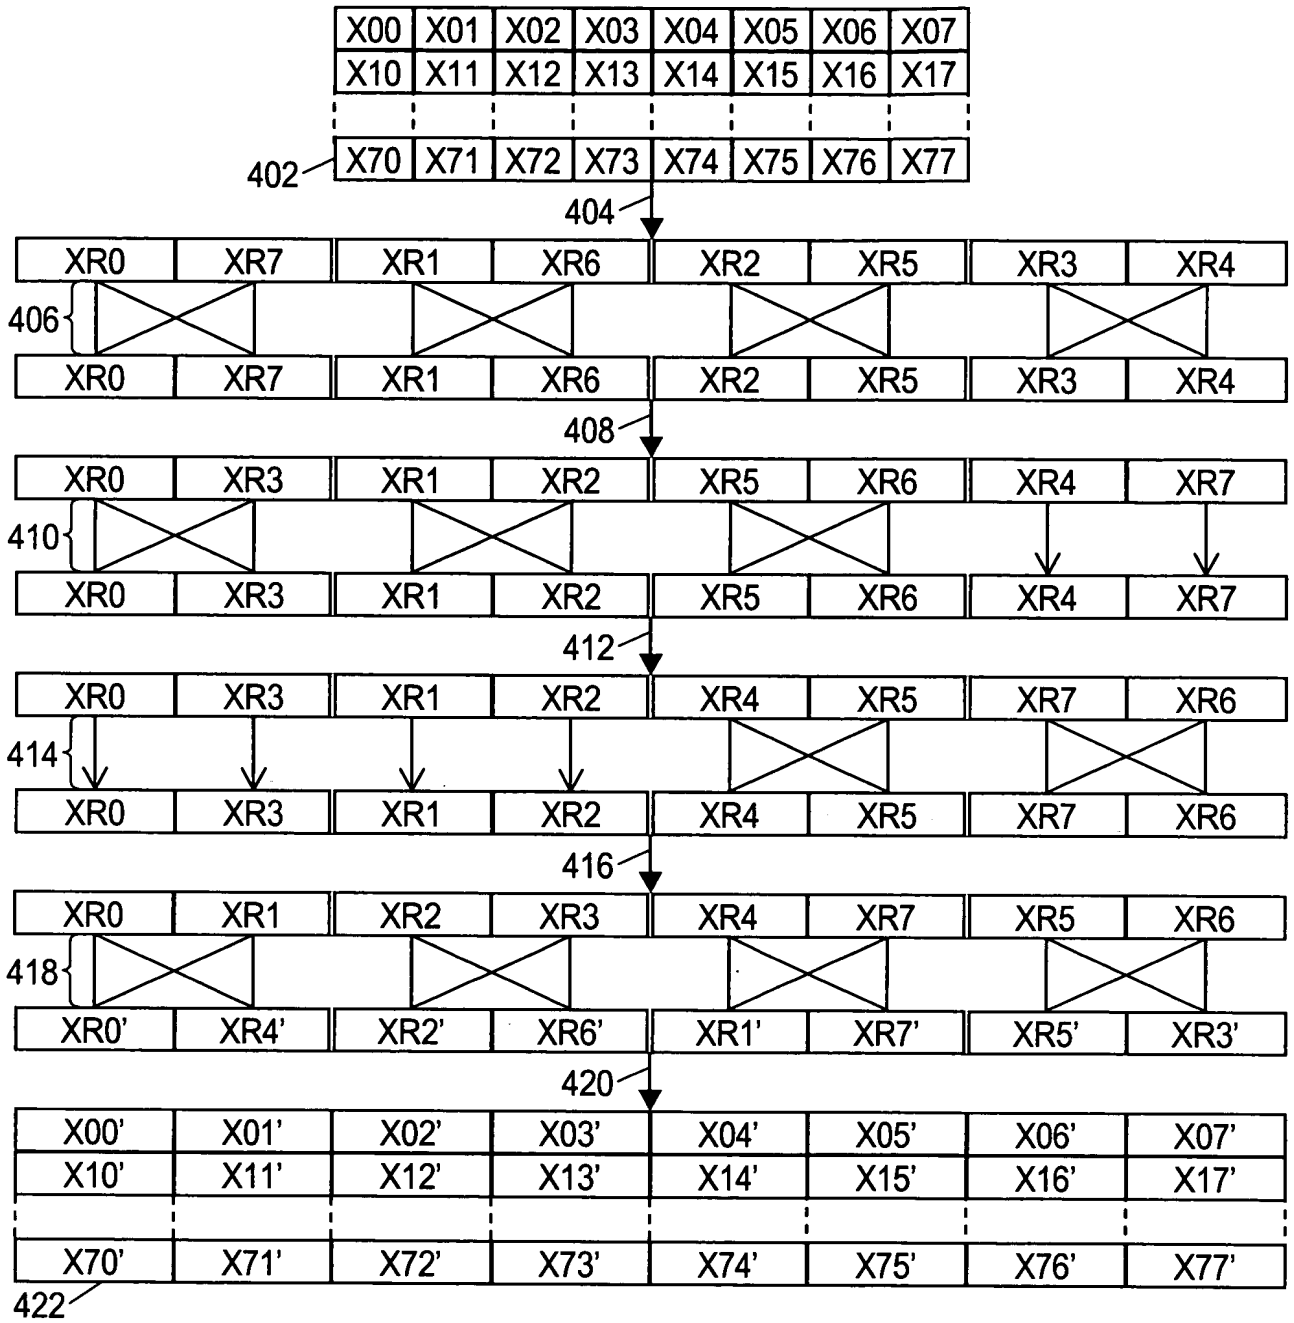 X00 X01 X02 X03 X04 X05 X06 X07
X10 X11 X12 X13 X14 X15 X16 X17
X70 X71 X72 X73 X74 X75 X76 X77
402
404
XR0 XR7 XR1 XR6 XR2 XR5 XR3 XR4
406
XR0 XR7 XR1 XR6 XR2 XR5 XR3 XR4
408
XR0 XR3 XR1 XR2 XR5 XR6 XR4 XR7
410
XR0 XR3 XR1 XR2 XR5 XR6 XR4 XR7
412
XR0 XR3 XR1 XR2 XR4 XR5 XR7 XR6
414
XR0 XR3 XR1 XR2 XR4 XR5 XR7 XR6
416
XR0 XR1 XR2 XR3 XR4 XR7 XR5 XR6
418
XR0' XR4' XR2' XR6' XR1' XR7' XR5' XR3'
420
X00' X01' X02' X03' X04' X05' X06' X07'
X10' X11' X12' X13' X14' X15' X16' X17'
X70' X71' X72' X73' X74' X75' X76' X77'
422